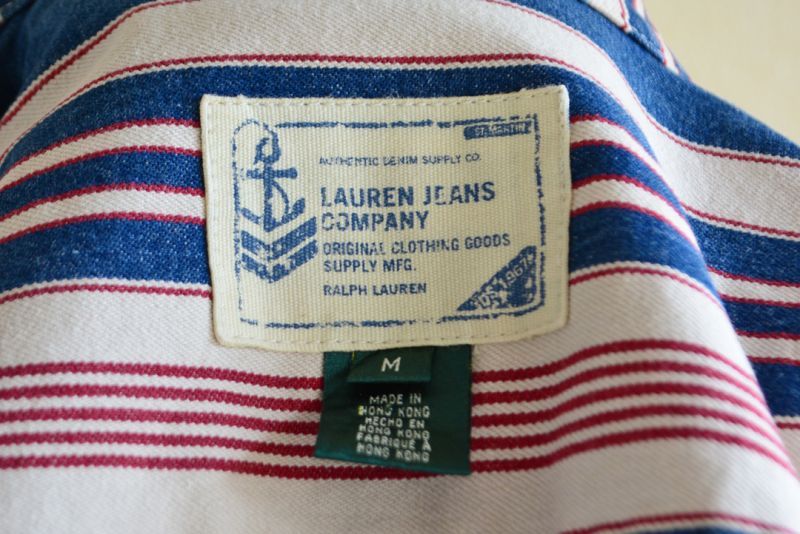 AUTHENTIC DENIM SUPPLY CO.
LAUREN JEANS
COMPANY
ORIGINAL CLOTHING GOODS
SUPPLY MFG.
RALPH LAUREN
M
MADE IN
HONG KONG
HECHO EN
HONG KONG
FABRIQUÉ À
HONG KONG